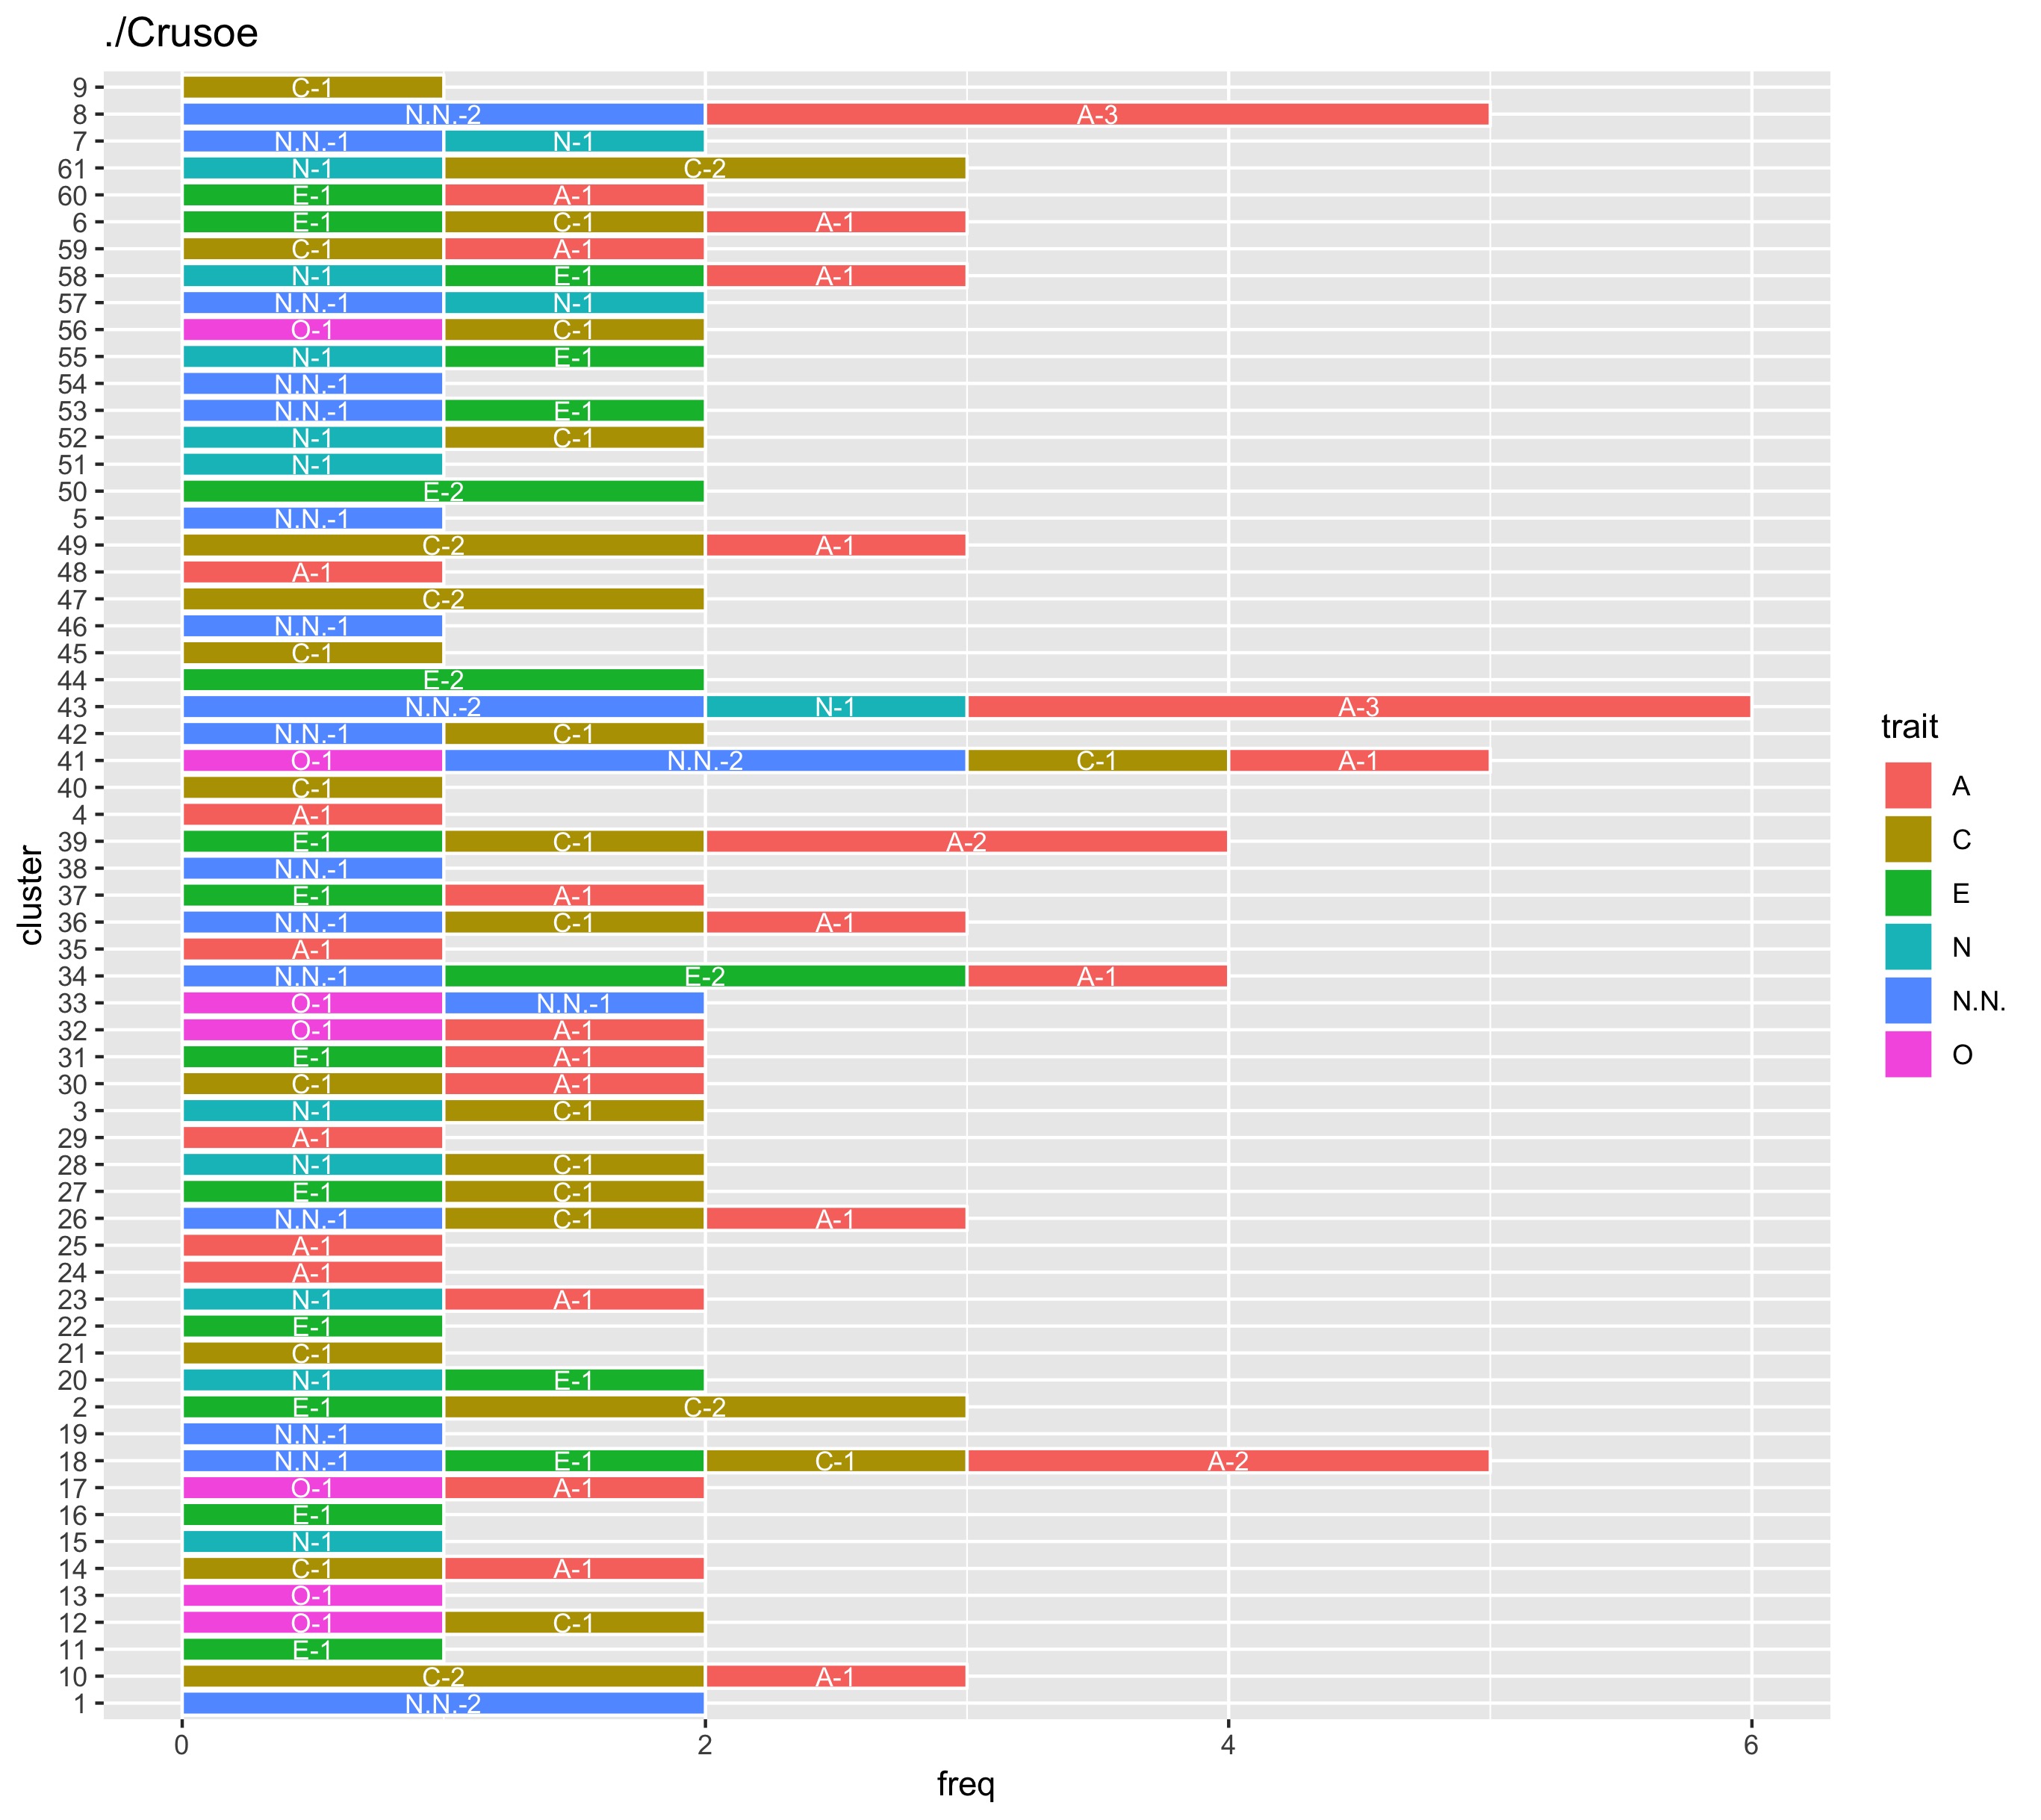 ./Crusoe
9 C-1
8 N.N.-2 A-3
7 N.N.-1 N-1
61 N-1 C-2
60 E-1 A-1
6 E-1 C-1 A-1
59 C-1 A-1
58 N-1 E-1 A-1
57 N.N.-1 N-1
56 O-1 C-1
55 N-1 E-1
54 N.N.-1
53 N.N.-1 E-1
52 N-1 C-1
51 N-1
50 E-2
5 N.N.-1
49 C-2 A-1
48 A-1
47 C-2
46 N.N.-1
45 C-1
44 E-2
43 N.N.-2 N-1 A-3
42 N.N.-1 C-1
41 O-1 N.N.-2 C-1 A-1
40 C-1
4 A-1
39 E-1 C-1 A-2
38 N.N.-1
37 E-1 A-1
36 N.N.-1 C-1 A-1
35 A-1
34 N.N.-1 E-2 A-1
33 O-1 N.N.-1
32 O-1 A-1
31 E-1 A-1
30 C-1 A-1
3 N-1 C-1
29 A-1
28 N-1 C-1
27 E-1 C-1
26 N.N.-1 C-1 A-1
25 A-1
24 A-1
23 N-1 A-1
22 E-1
21 C-1
20 N-1 E-1
2 E-1 C-2
19 N.N.-1
18 N.N.-1 E-1 C-1 A-2
17 O-1 A-1
16 E-1
15 N-1
14 C-1 A-1
13 O-1
12 O-1 C-1
11 E-1
10 C-2 A-1
1 N.N.-2
0 2 4 6
freq
cluster
trait
A
C
E
N
N.N.
O